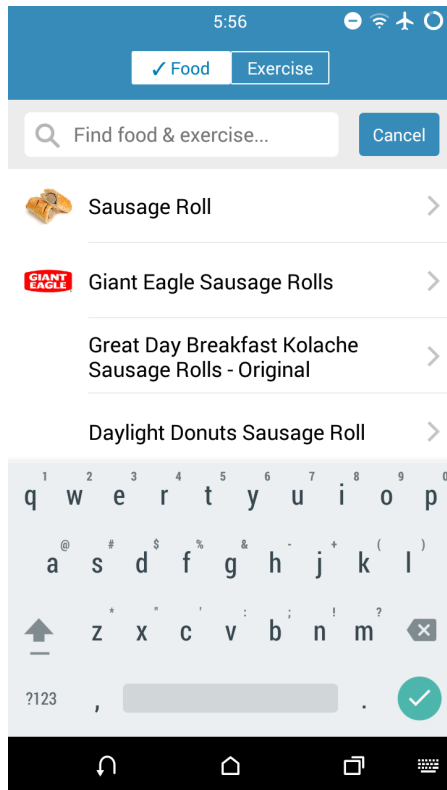 5:56
✓ Food Exercise
Find food & exercise...
Cancel
Sausage Roll
GIANT
EAGLE
Giant Eagle Sausage Rolls
Great Day Breakfast Kolache
Sausage Rolls - Original
Daylight Donuts Sausage Roll
1 2 3 4 5 6 7 8 9 0
q w e r t y u i o p
@ # $ % & - + ( )
a s d f g h j k l
* " ' : ; ! ?
z x c v b n m
?123 , .